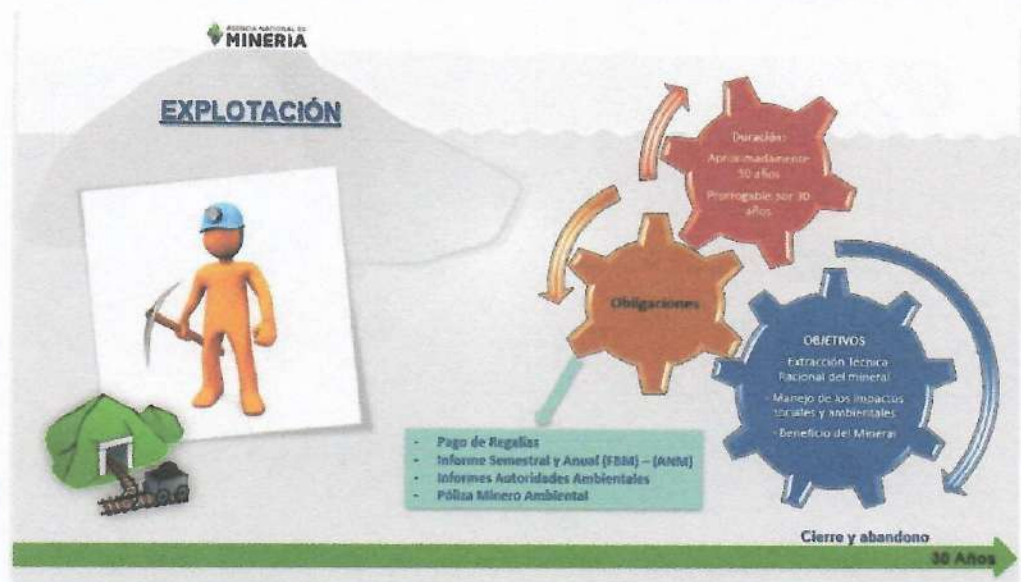 AGENCIA NACIONAL DE
MINERÍA
EXPLOTACIÓN
Duración:
Aproximadamente
30 años
Prorrogable por 30
años
Obligaciones
OBJETIVOS
- Extracción Técnica
Racional del mineral
- Manejo de los impactos
sociales y ambientales
- Beneficio del Mineral
- Pago de Regalías
- Informe Semestral y Anual (FBM) – (ANM)
- Informes Autoridades Ambientales
- Póliza Minero Ambiental
Cierre y abandono
30 Años